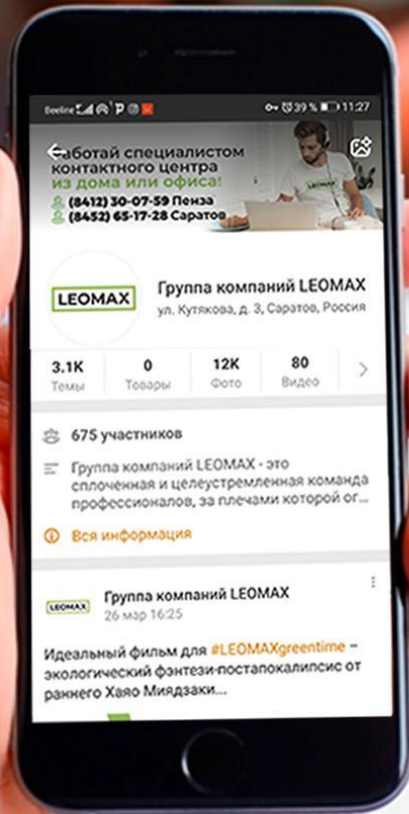 Beeline
39 % 11:27
Работай специалистом
контактного центра
из дома или офиса!
(8412) 30-07-59 Пенза
(8452) 65-17-28 Саратов
LEOMAX
LEOMAX
Группа компаний LEOMAX
ул. Кутякова, д. 3, Саратов, Россия
3.1K 0 12K 80
Темы Товары Фото Видео
675 участников
Группа компаний LEOMAX - это
сплоченная и целеустремленная команда
профессионалов, за плечами которой ог...
Вся информация
LEOMAX
Группа компаний LEOMAX
26 мар 16:25
Идеальный фильм для #LEOMAXgreentime –
экологический фэнтези-постапокалипсис от
раннего Хаяо Миядзаки...